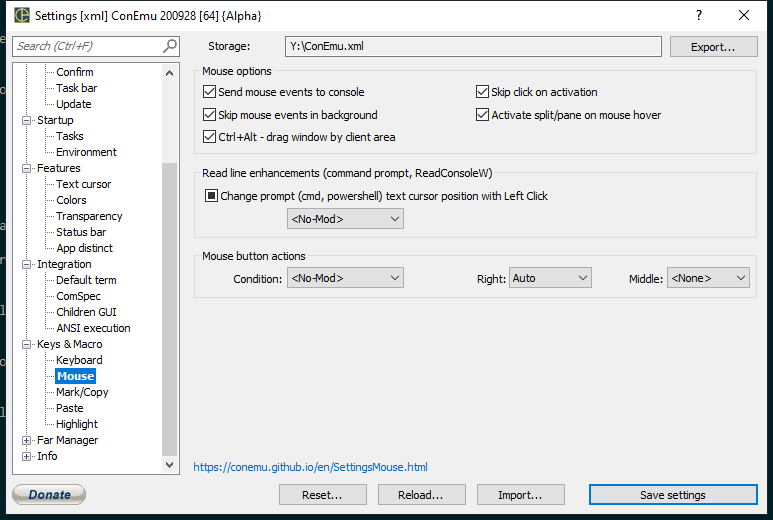 Settings [xml] ConEmu 200928 [64] {Alpha}
?
Search (Ctrl+F)
Storage:
Y:\ConEmu.xml
Export...
Confirm
Task bar
Update
Startup
Tasks
Environment
Features
Text cursor
Colors
Transparency
Status bar
App distinct
Integration
Default term
ComSpec
Children GUI
ANSI execution
Keys & Macro
Keyboard
Mouse
Mark/Copy
Paste
Highlight
Far Manager
Info
Mouse options
Send mouse events to console
Skip click on activation
Skip mouse events in background
Activate split/pane on mouse hover
Ctrl+Alt - drag window by client area
Read line enhancements (command prompt, ReadConsoleW)
Change prompt (cmd, powershell) text cursor position with Left Click
<No-Mod>
Mouse button actions
Condition: <No-Mod> Right: Auto Middle: <None>
https://conemu.github.io/en/SettingsMouse.html
Donate
Reset...
Reload...
Import...
Save settings